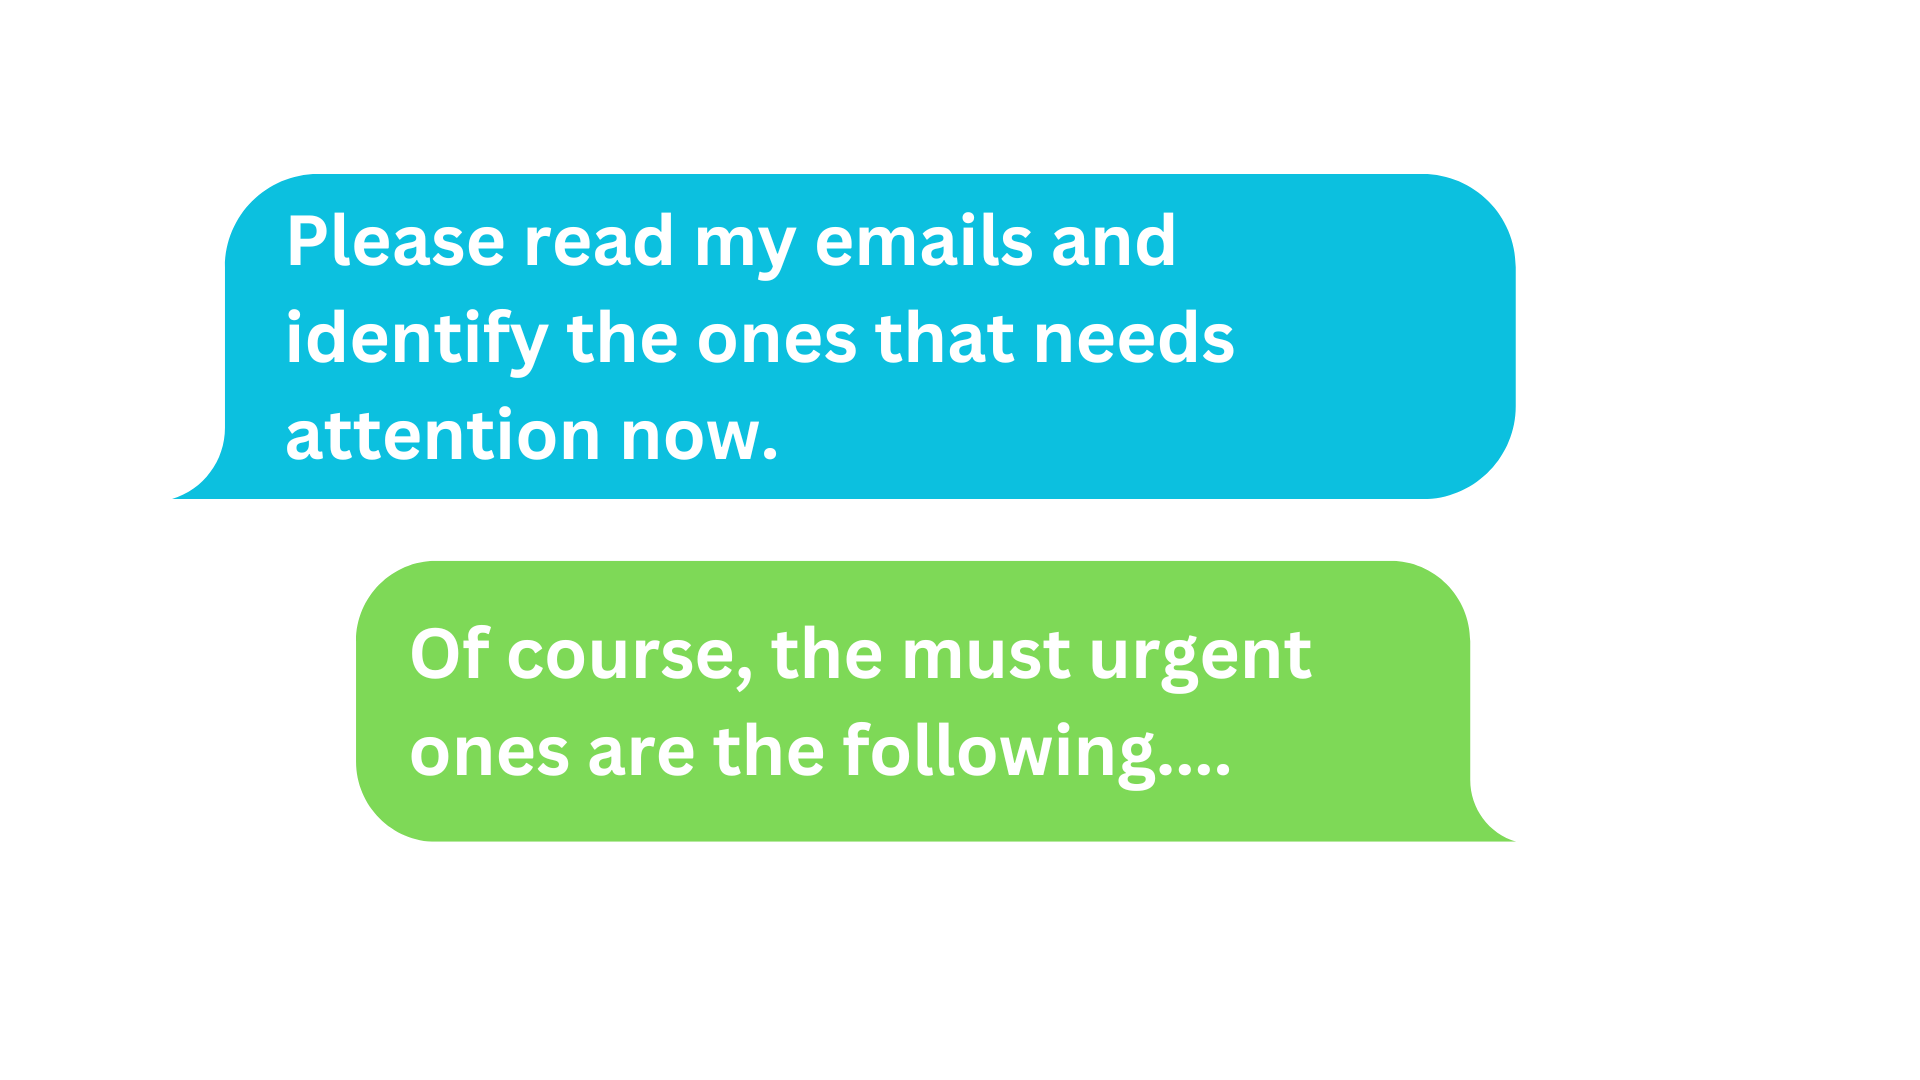 Please read my emails and
identify the ones that needs
attention now.
Of course, the must urgent
ones are the following....